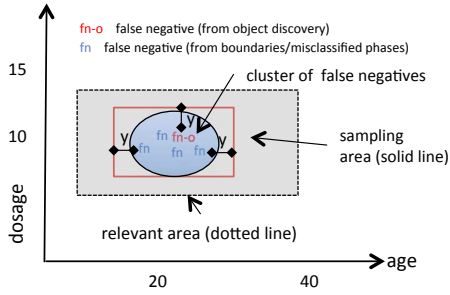 fn-o false negative (from object discovery)
fn false negative (from boundaries/misclassified phases)
cluster of false negatives
15
10
dosage
y
y
y
fn
fn-o
fn
fn
fn
sampling
area (solid line)
relevant area (dotted line)
20
40
age